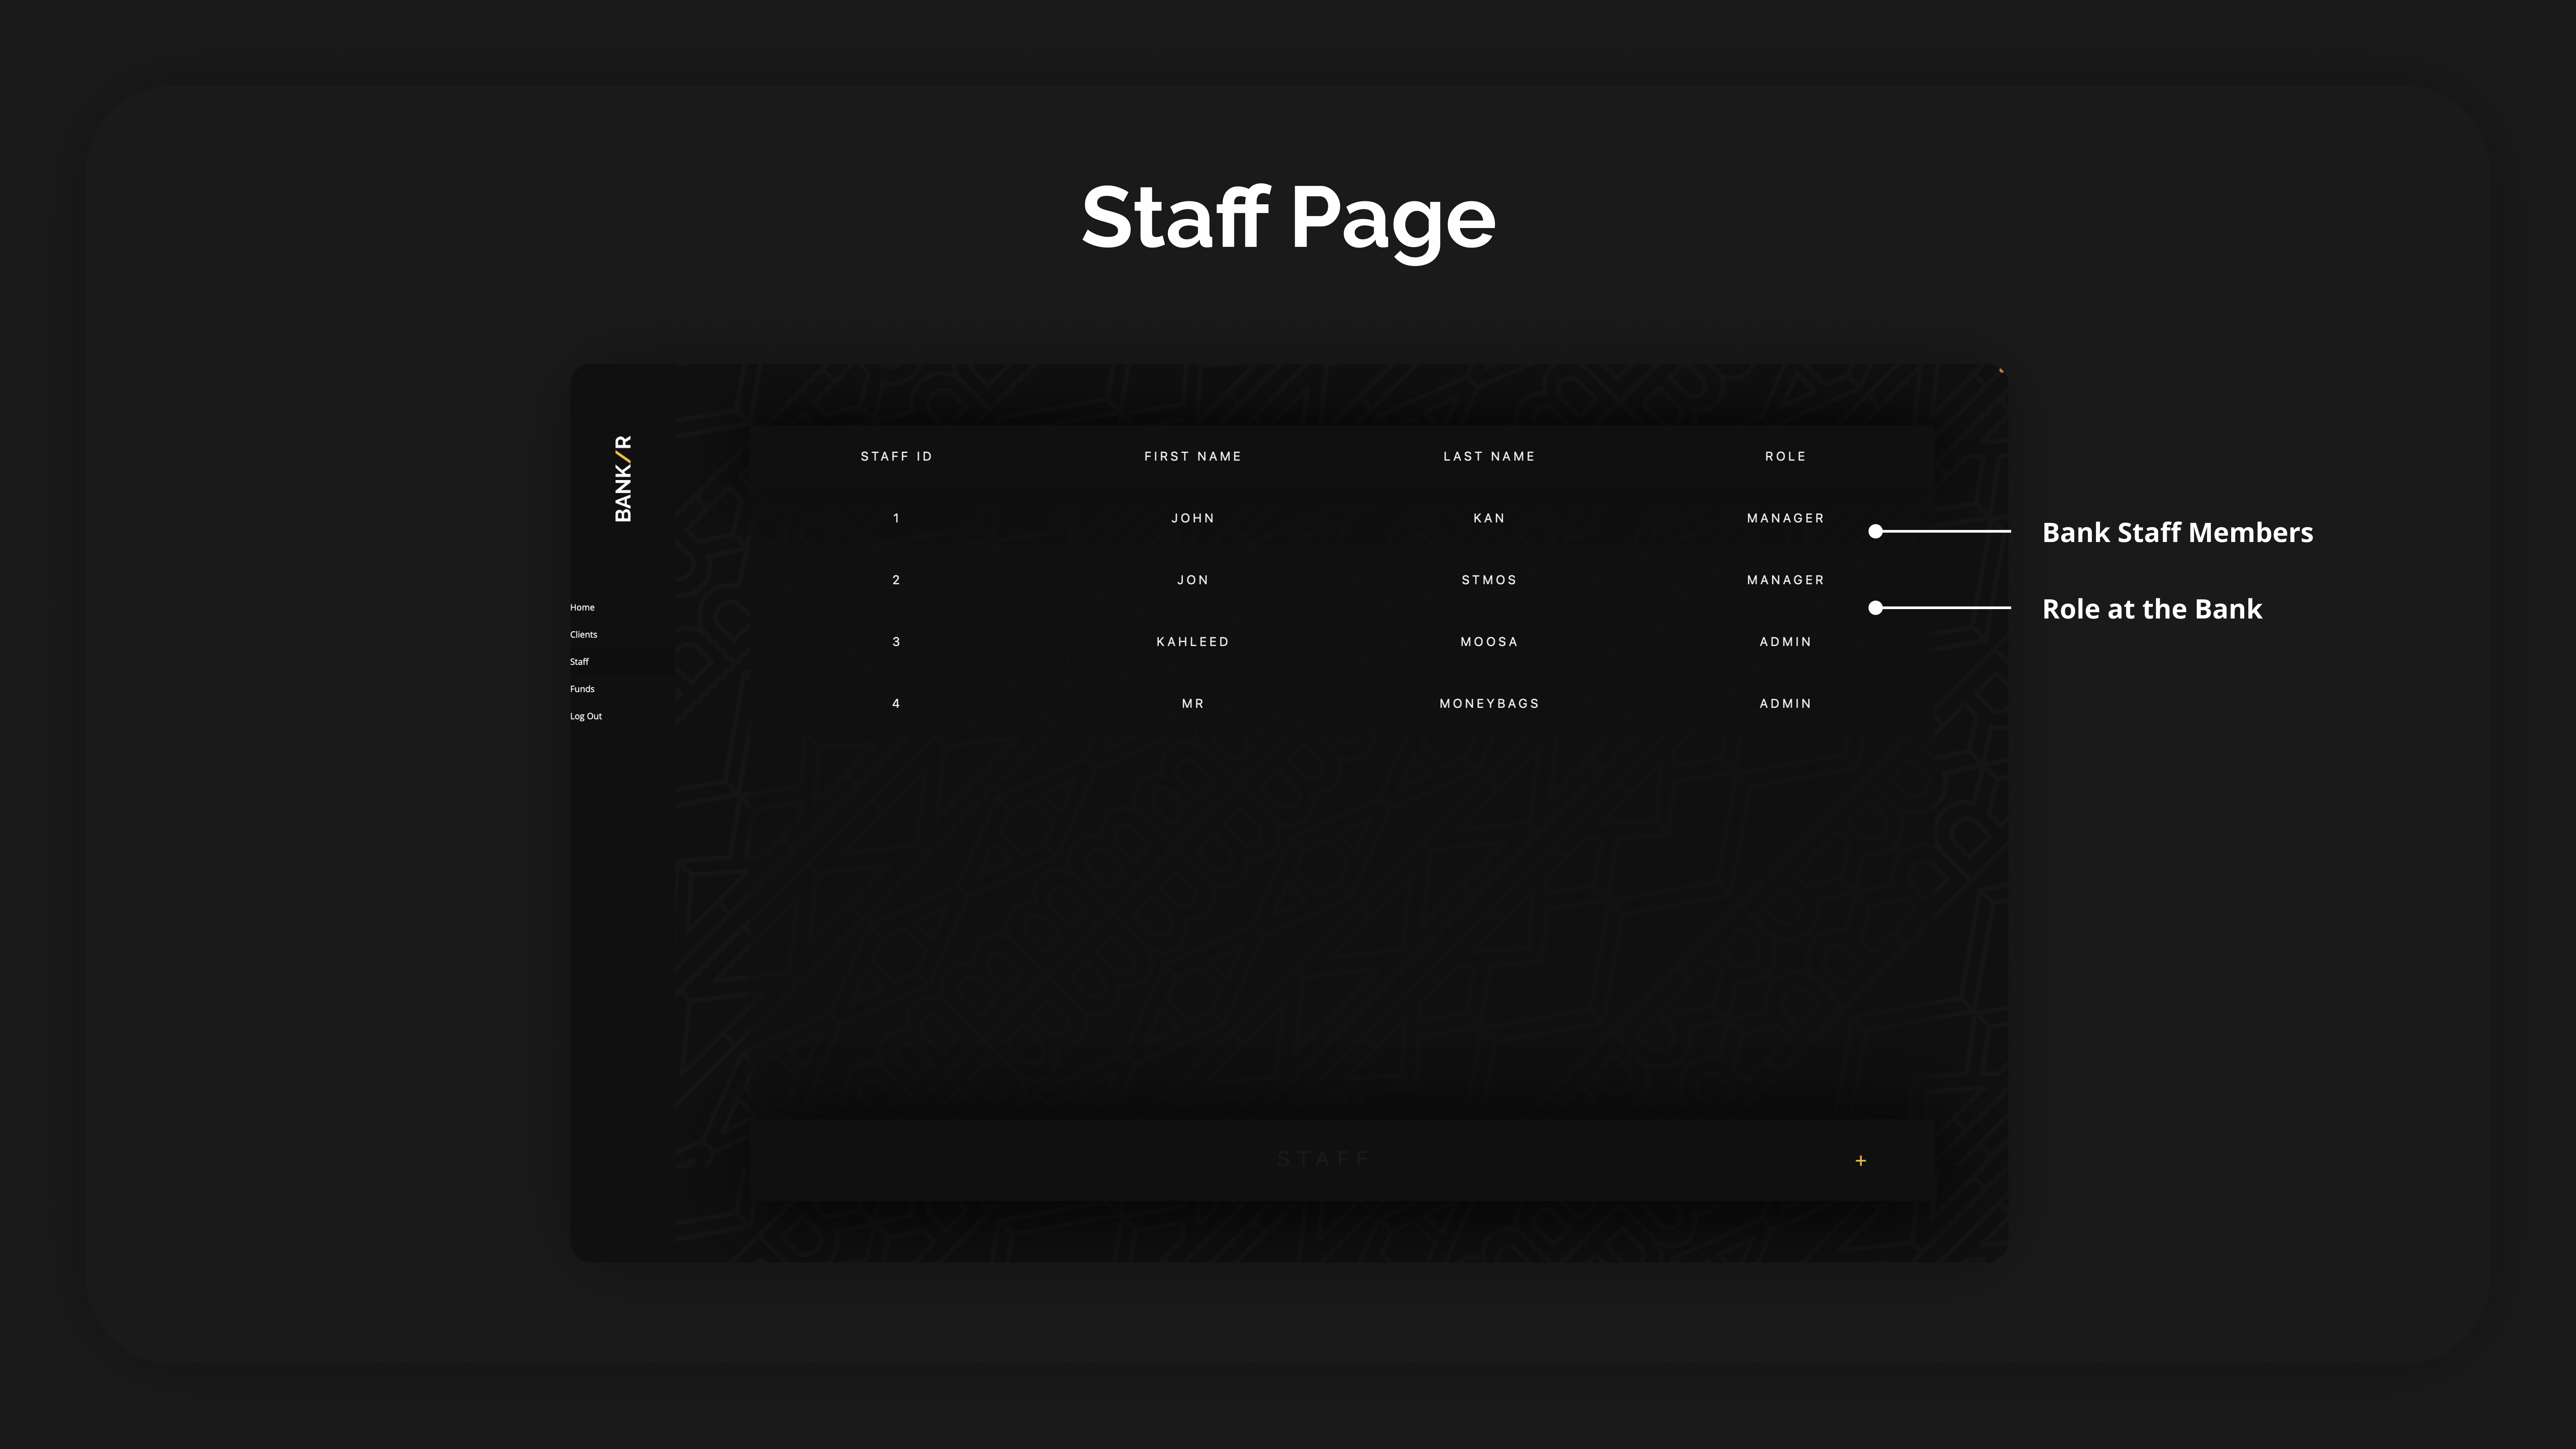 Staff Page
BANK/R
Home
Clients
Staff
Funds
Log Out
STAFF ID FIRST NAME LAST NAME ROLE
1 JOHN KAN MANAGER
2 JON STMOS MANAGER
3 KAHLEED MOOSA ADMIN
4 MR MONEYBAGS ADMIN
STAFF +
Bank Staff Members
Role at the Bank